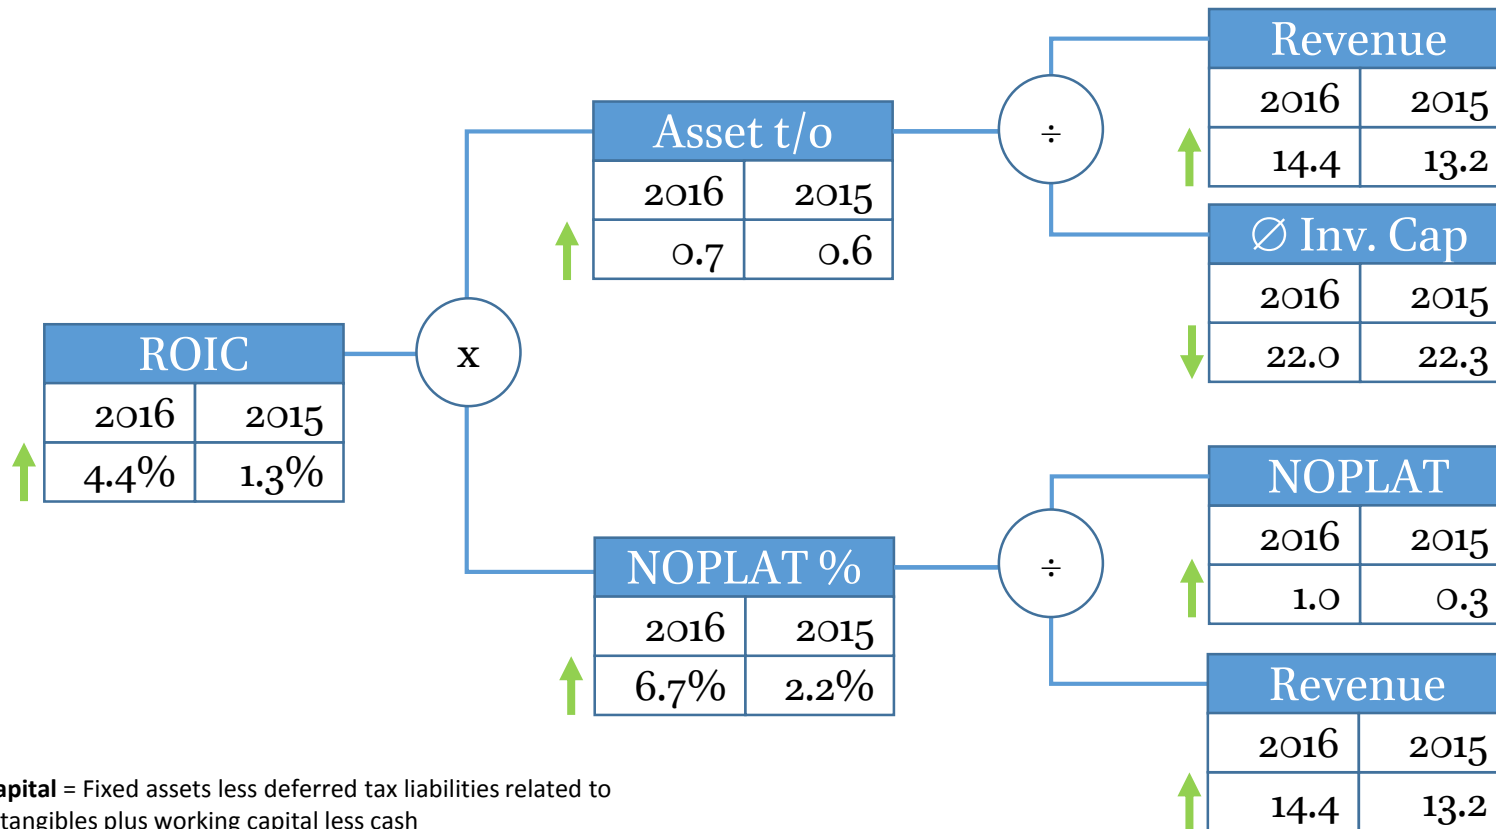 Revenue
2016 2015
14.4 13.2
Asset t/o
2016 2015
0.7 0.6
÷
∅ Inv. Cap
2016 2015
22.0 22.3
ROIC
2016 2015
4.4% 1.3%
x
NOPLAT
2016 2015
1.0 0.3
NOPLAT %
2016 2015
6.7% 2.2%
÷
Revenue
2016 2015
14.4 13.2
apital = Fixed assets less deferred tax liabilities related to
tangibles plus working capital less cash